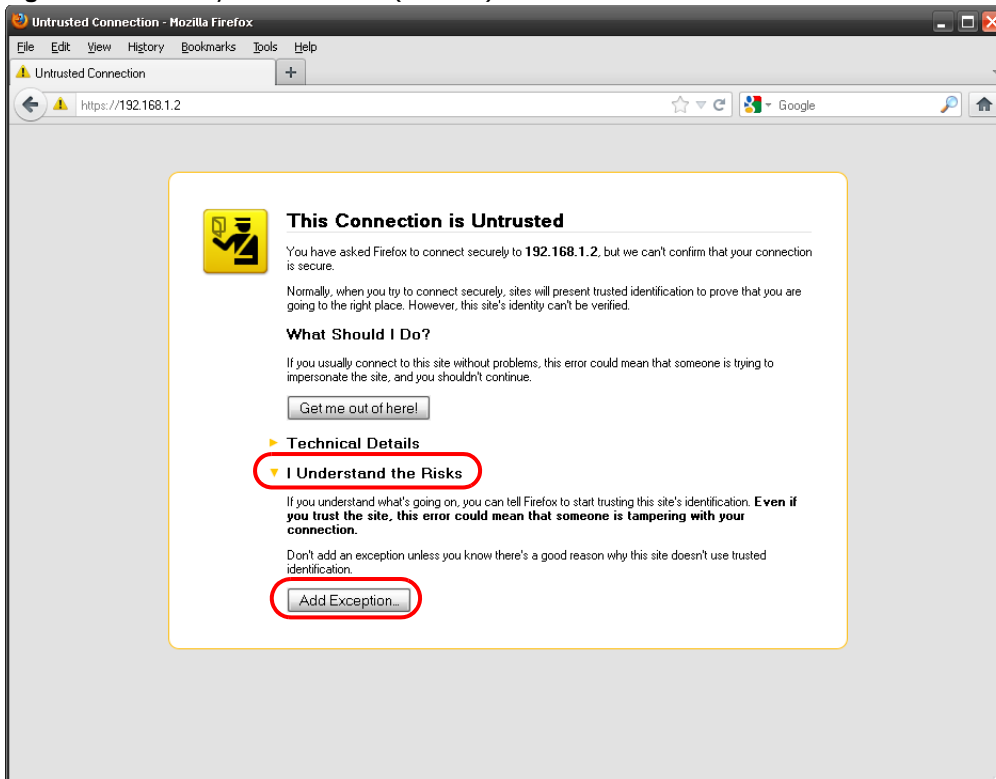 Untrusted Connection - Mozilla Firefox
File Edit View History Bookmarks Tools Help
Untrusted Connection +
https://192.168.1.2 Google
This Connection is Untrusted
You have asked Firefox to connect securely to 192.168.1.2, but we can't confirm that your connection
is secure.
Normally, when you try to connect securely, sites will present trusted identification to prove that you are
going to the right place. However, this site's identity can't be verified.
What Should I Do?
If you usually connect to this site without problems, this error could mean that someone is trying to
impersonate the site, and you shouldn't continue.
Get me out of here!
Technical Details
I Understand the Risks
If you understand what's going on, you can tell Firefox to start trusting this site's identification. Even if
you trust the site, this error could mean that someone is tampering with your
connection.
Don't add an exception unless you know there's a good reason why this site doesn't use trusted
identification.
Add Exception...